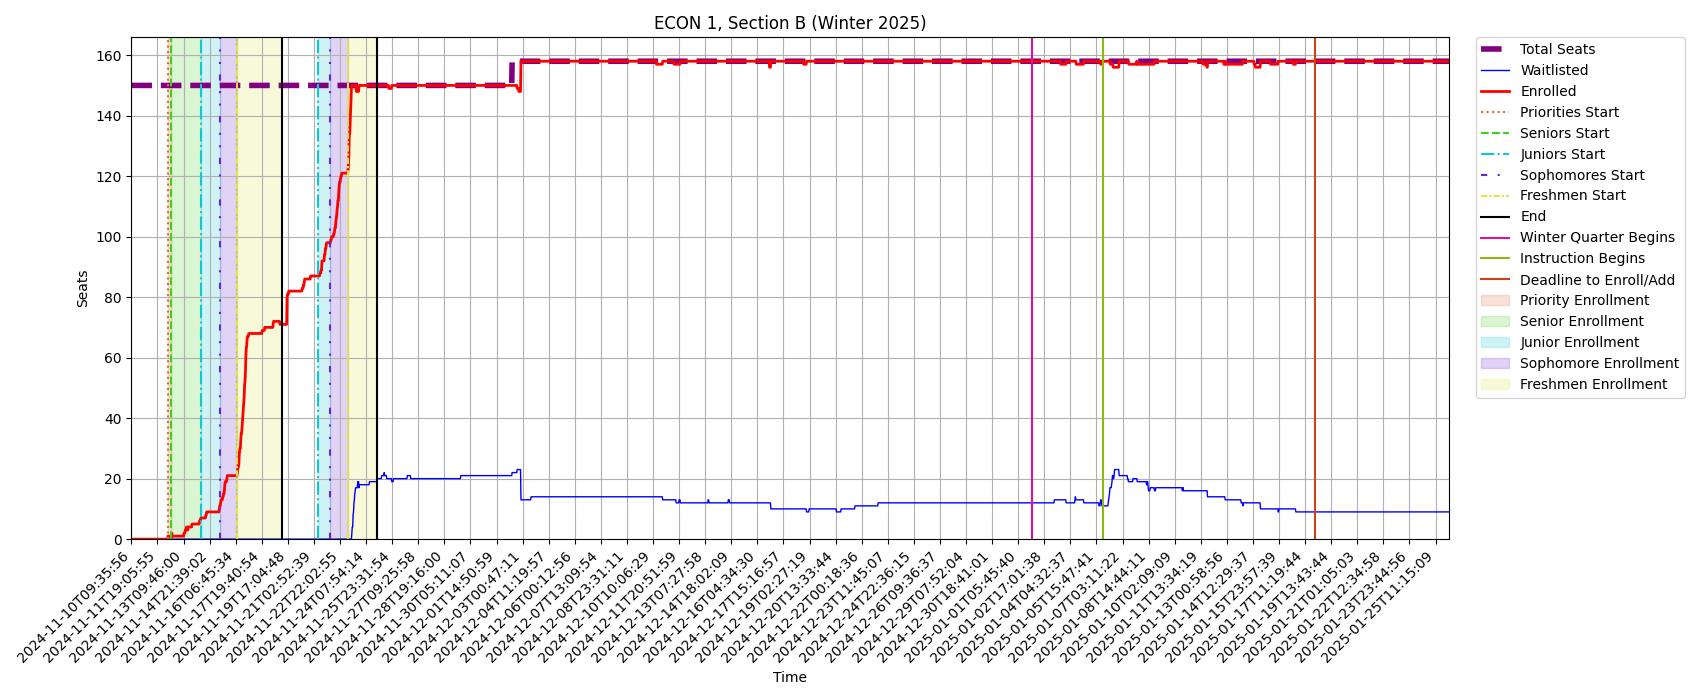 ECON 1, Section B (Winter 2025)
Seats
160
140
120
100
80
60
40
20
0
2024-11-10T09:35:56
2024-11-11T19:05:55
2024-11-13T09:46:00
2024-11-14T21:39:02
2024-11-16T06:45:34
2024-11-17T19:40:54
2024-11-19T17:04:48
2024-11-21T02:52:39
2024-11-22T22:02:55
2024-11-24T07:54:14
2024-11-25T23:31:54
2024-11-27T09:25:58
2024-11-28T19:16:00
2024-11-30T05:11:07
2024-12-01T14:50:59
2024-12-03T00:47:11
2024-12-04T11:19:57
2024-12-06T00:12:56
2024-12-07T13:09:54
2024-12-08T23:31:11
2024-12-10T10:06:29
2024-12-11T20:51:59
2024-12-13T07:27:58
2024-12-14T18:02:09
2024-12-16T04:34:30
2024-12-17T15:16:57
2024-12-19T02:27:19
2024-12-20T13:33:44
2024-12-22T00:18:36
2024-12-23T11:45:07
2024-12-24T22:36:15
2024-12-26T09:36:37
2024-12-29T07:52:04
2024-12-30T18:41:01
2025-01-01T05:45:40
2025-01-02T17:01:38
2025-01-04T04:32:37
2025-01-05T15:47:41
2025-01-07T03:11:22
2025-01-08T14:44:11
2025-01-10T02:09:09
2025-01-11T13:34:19
2025-01-13T00:58:56
2025-01-14T12:29:37
2025-01-15T23:57:39
2025-01-17T11:19:44
2025-01-19T13:43:44
2025-01-21T01:05:03
2025-01-22T12:34:58
2025-01-23T23:44:56
2025-01-25T11:15:09
Time
Total Seats
Waitlisted
Enrolled
Priorities Start
Seniors Start
Juniors Start
Sophomores Start
Freshmen Start
End
Winter Quarter Begins
Instruction Begins
Deadline to Enroll/Add
Priority Enrollment
Senior Enrollment
Junior Enrollment
Sophomore Enrollment
Freshmen Enrollment